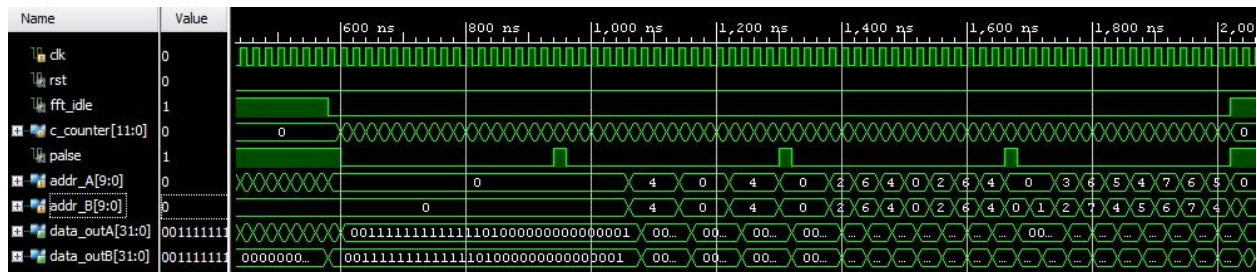 Name Value 600 ns 800 ns 1,000 ns 1,200 ns 1,400 ns 1,600 ns 1,800 ns 2,00
clk 0
rst 0
fft_idle 1
c_counter[11:0] 0 0 0
palse 1
addr_A[9:0] 0 0 4 0 4 0 2 6 4 0 2 6 4 0 3 6 5 4 7 6 5 0
addr_B[9:0] 0 0 4 0 4 0 2 6 4 0 2 6 4 0 1 2 7 4 5 6 7 4 0
data_outA[31:0] 001111111 00111111111111110100000000000001 00... 00... 00... 00... ... ... ... ... ... ... ... 00... ... ... ... ... ... ... ... ...
data_outB[31:0] 001111111 0000000... 00111111111111110100000000000001 00... 00... 00... 00... ... ... ... ... ... ... ... ... ... ... ... ... ... ... ... ... ...